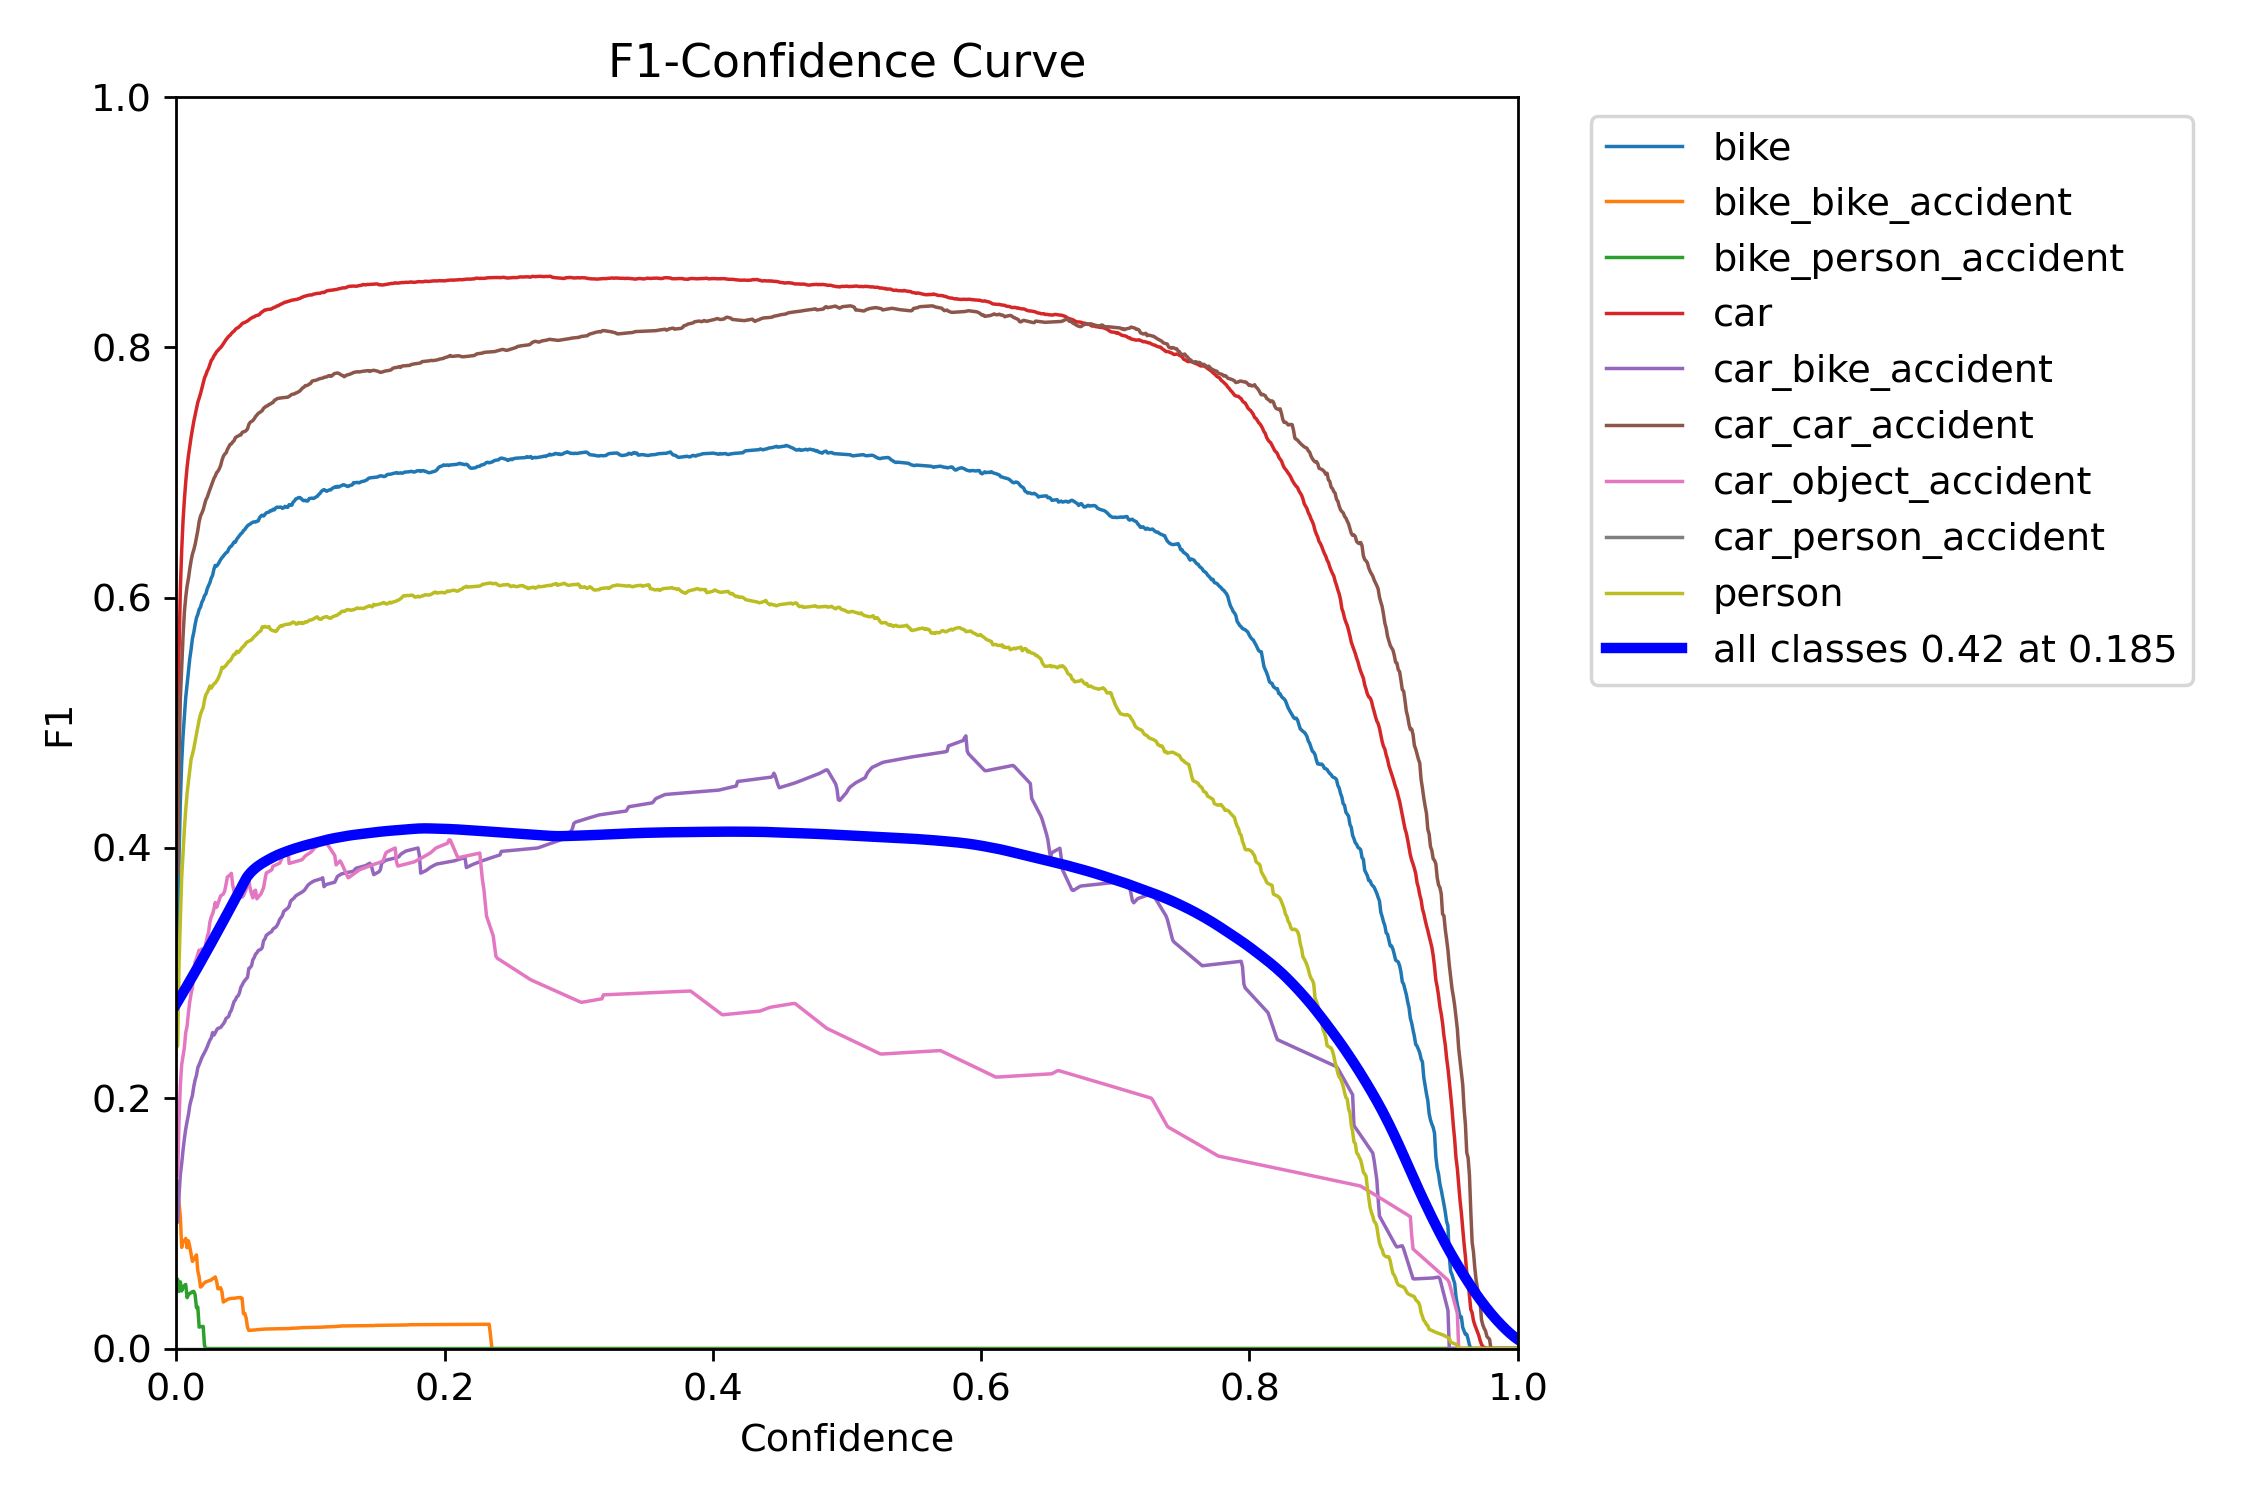 F1-Confidence Curve
1.0
0.8
0.6
0.4
0.2
0.0
F1
0.0 0.2 0.4 0.6 0.8 1.0
Confidence
bike
bike_bike_accident
bike_person_accident
car
car_bike_accident
car_car_accident
car_object_accident
car_person_accident
person
all classes 0.42 at 0.185